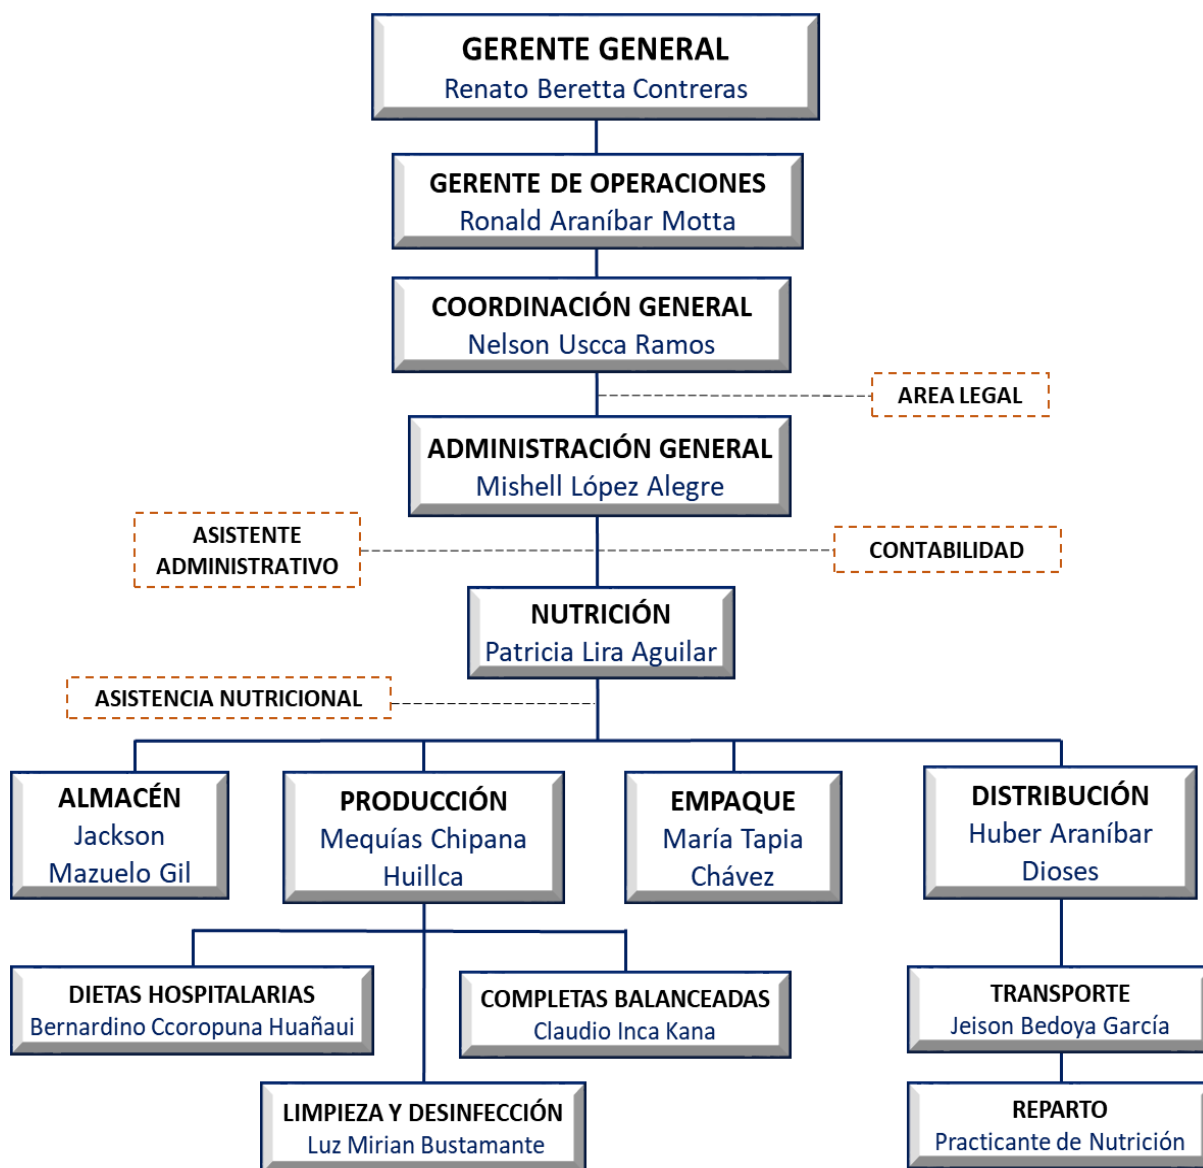 GERENTE GENERAL
Renato Beretta Contreras
GERENTE DE OPERACIONES
Ronald Araníbar Motta
COORDINACIÓN GENERAL
Nelson Uscca Ramos
AREA LEGAL
ADMINISTRACIÓN GENERAL
Mishell López Alegre
ASISTENTE
ADMINISTRATIVO
CONTABILIDAD
NUTRICIÓN
Patricia Lira Aguilar
ASISTENCIA NUTRICIONAL
ALMACÉN
Jackson
Mazuelo Gil
PRODUCCIÓN
Mequías Chipana
Huillca
EMPAQUE
María Tapia
Chávez
DISTRIBUCIÓN
Huber Araníbar
Dioses
DIETAS HOSPITALARIAS
Bernardino Ccoropuna Huañaui
COMPLETAS BALANCEADAS
Claudio Inca Kana
TRANSPORTE
Jeison Bedoya García
LIMPIEZA Y DESINFECCIÓN
Luz Mirian Bustamante
REPARTO
Practicante de Nutrición